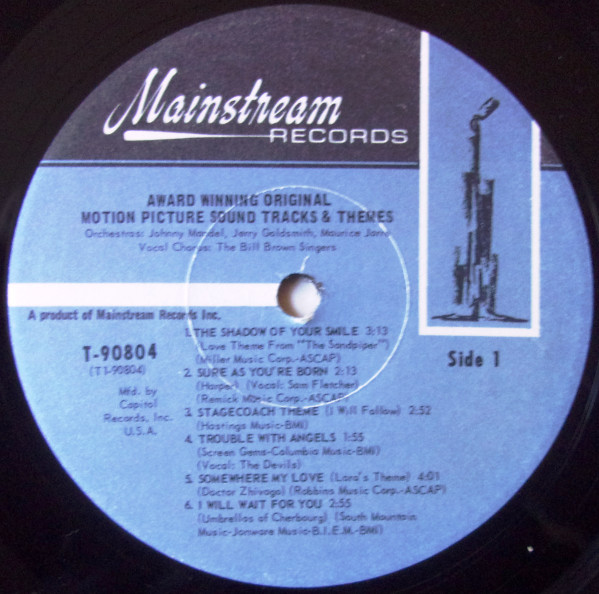 Mainstream
RECORDS
AWARD WINNING ORIGINAL
MOTION PICTURE SOUND TRACKS & THEMES
Orchestras: Johnny Mandel, Jerry Goldsmith, Maurice Jarre
Vocal Chorus: The Bill Brown Singers
A product of Mainstream Records Inc.
T-90804
(T1-90804)
Mfd. by
Capitol
Records, Inc.
U.S.A.
Side 1
1. THE SHADOW OF YOUR SMILE 3:13
(Love Theme From "The Sandpiper")
(Miller Music Corp.-ASCAP)
2. SURE AS YOU'RE BORN 2:13
(Harper) (Vocal: Sam Fletcher)
(Remick Music Corp.-ASCAP)
3. STAGECOACH THEME (I Will Follow) 2:52
(Hastings Music-BMI)
4. TROUBLE WITH ANGELS 1:55
(Screen Gems-Columbia Music-BMI)
(Vocal: The Devils)
5. SOMEWHERE MY LOVE (Lara's Theme) 4:01
(Doctor Zhivago) (Robbins Music Corp.-ASCAP)
6. I WILL WAIT FOR YOU 2:55
(Umbrellas of Cherbourg) (South Mountain
Music-Jonware Music-B.I.E.M.-BMI)